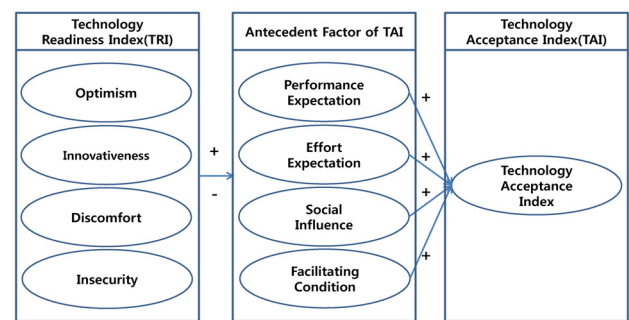 Technology
Readiness Index(TRI)
Optimism
Innovativeness
Discomfort
Insecurity
+
-
Antecedent Factor of TAI
Performance
Expectation
Effort
Expectation
Social
Influence
Facilitating
Condition
+
+
+
+
Technology
Acceptance Index(TAI)
Technology
Acceptance
Index